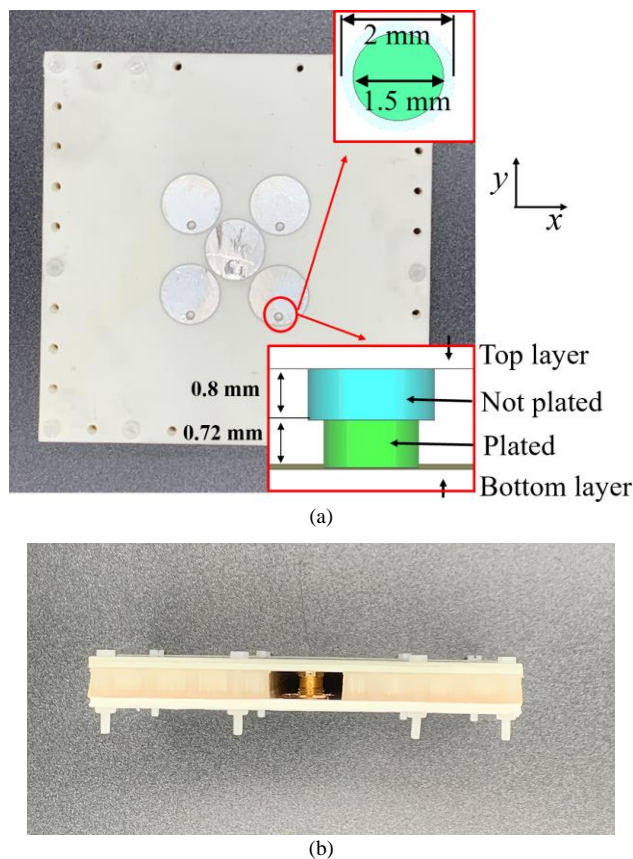 2 mm
1.5 mm
y
x
Top layer
0.8 mm
Not plated
0.72 mm
Plated
Bottom layer
(a)
(b)